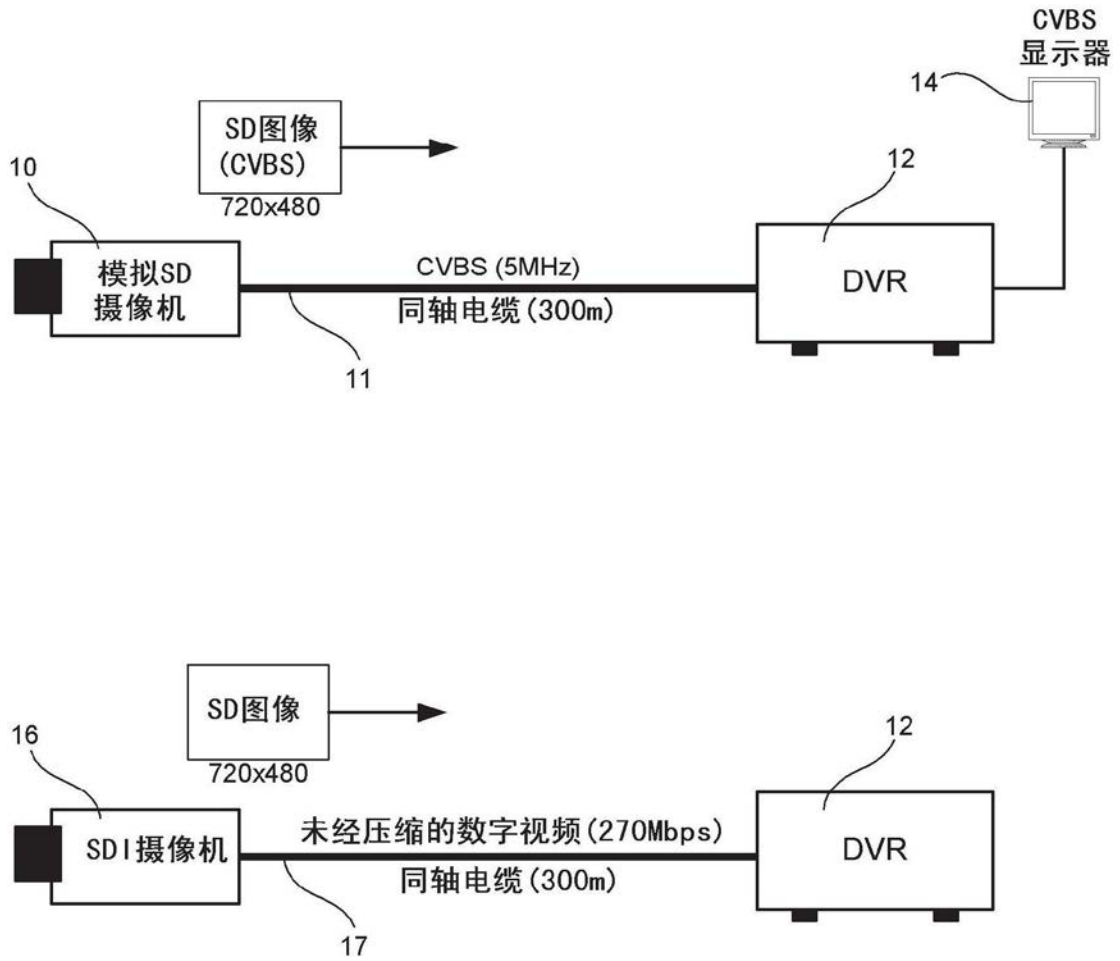 CVBS
显示器
14
SD图像
(CVBS)
720x480
10
12
模拟SD
摄像机
CVBS (5MHz)
同轴电缆(300m)
DVR
11
SD图像
720x480
16
12
SDI摄像机
未经压缩的数字视频(270Mbps)
同轴电缆(300m)
DVR
17